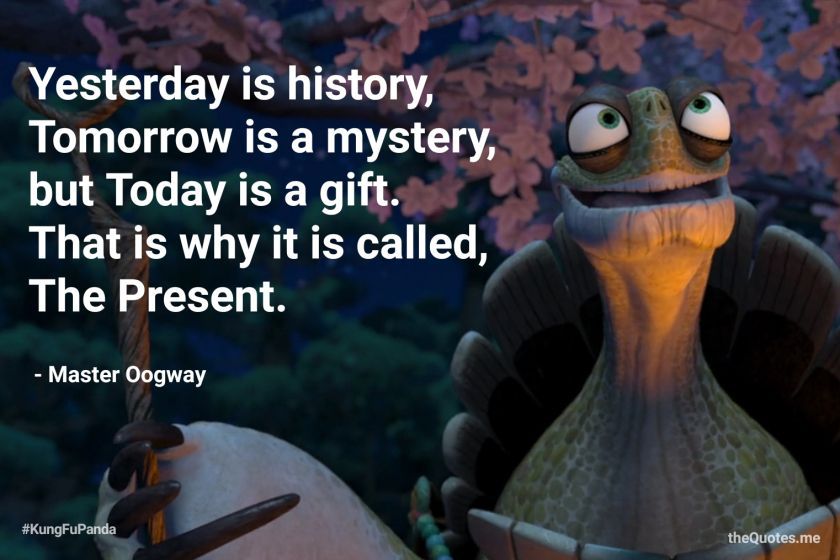 Yesterday is history,
Tomorrow is a mystery,
but Today is a gift.
That is why it is called,
The Present.
- Master Oogway
#KungFuPanda
theQuotes.me